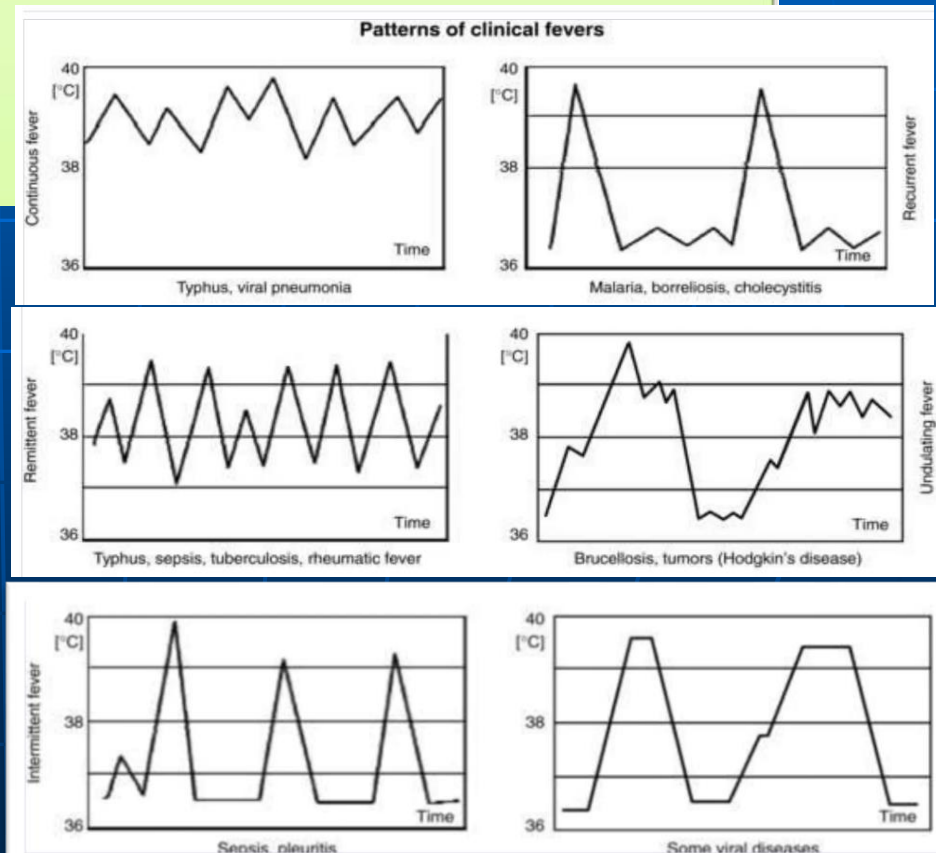 Patterns of clinical fevers
40
[°C]
38
36
Continuous fever
Time
Typhus, viral pneumonia
40
[°C]
38
36
Recurrent fever
Time
Malaria, borreliosis, cholecystitis
40
[°C]
38
36
Remittent fever
Time
Typhus, sepsis, tuberculosis, rheumatic fever
40
[°C]
38
36
Undulating fever
Time
Brucellosis, tumors (Hodgkin's disease)
40
[°C]
38
36
Intermittent fever
Time
Sepsis, pleuritis
40
[°C]
38
36
Time
Some viral diseases